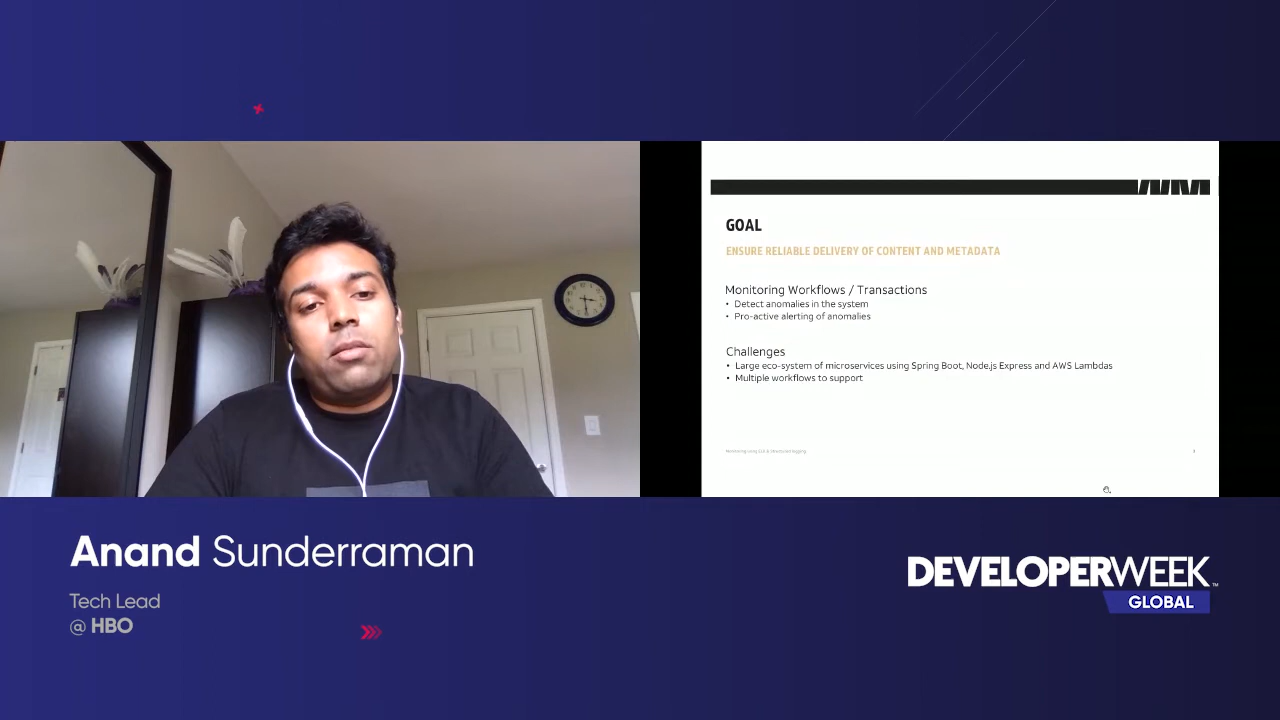 GOAL
ENSURE RELIABLE DELIVERY OF CONTENT AND METADATA
Monitoring Workflows / Transactions
• Detect anomalies in the system
• Pro-active alerting of anomalies
Challenges
• Large eco-system of microservices using Spring Boot, Node.js Express and AWS Lambdas
• Multiple workflows to support
Anand Sunderraman
Tech Lead
@ HBO
DEVELOPERWEEK
GLOBAL